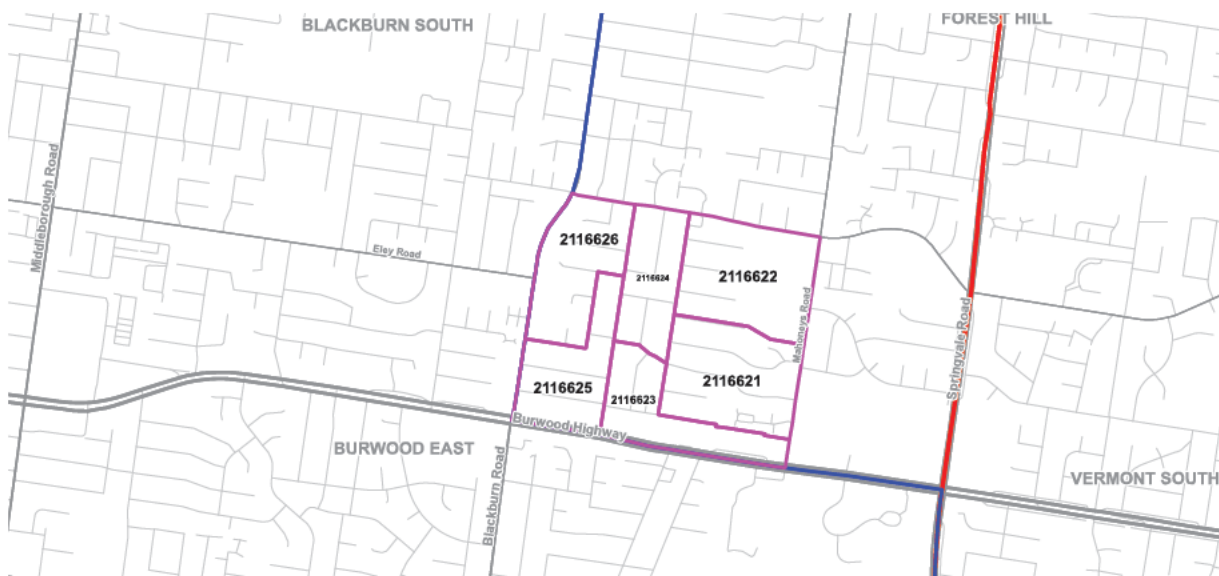 FOREST HILL
BLACKBURN SOUTH
Middleborough Road
2116626
Eley Road
2116624
2116622
Mahoneys Road
Springvale Road
2116625
2116623
2116621
Burwood Highway
BURWOOD EAST
Blackburn Road
VERMONT SOUTH